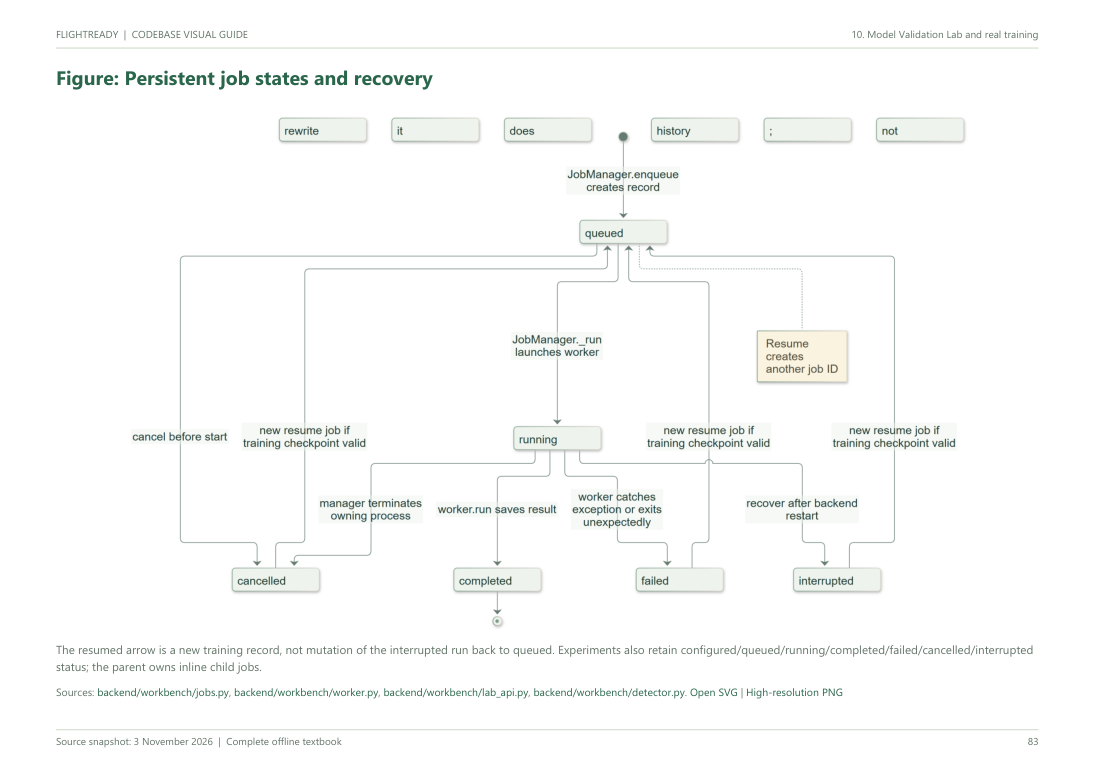 FLIGHTREADY | CODEBASE VISUAL GUIDE
10. Model Validation Lab and real training
Figure: Persistent job states and recovery
rewrite
it
does
history
;
not
JobManager.enqueue
creates record
queued
JobManager._run
launches worker
Resume
creates
another job ID
cancel before start
new resume job if
training checkpoint valid
running
new resume job if
training checkpoint valid
new resume job if
training checkpoint valid
manager terminates
owning process
worker.run saves result
worker catches
exception or exits
unexpectedly
recover after backend
restart
cancelled
completed
failed
interrupted
The resumed arrow is a new training record, not mutation of the interrupted run back to queued. Experiments also retain configured/queued/running/completed/failed/cancelled/interrupted
status; the parent owns inline child jobs.
Sources: backend/workbench/jobs.py, backend/workbench/worker.py, backend/workbench/lab_api.py, backend/workbench/detector.py. Open SVG | High-resolution PNG
Source snapshot: 3 November 2026 | Complete offline textbook
83